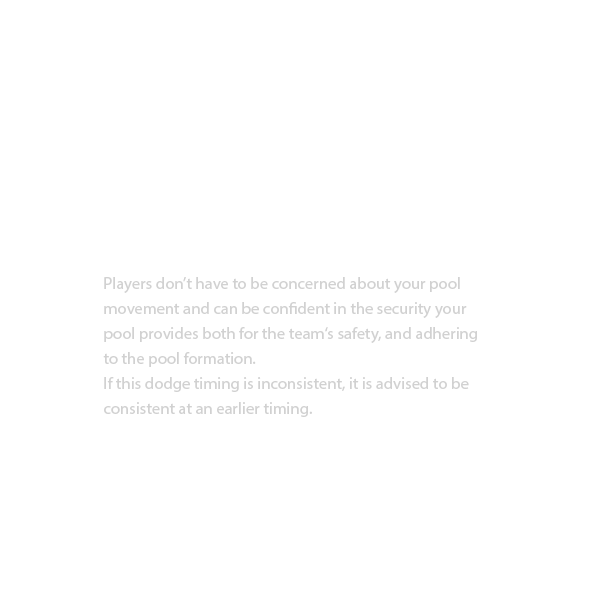 Players don’t have to be concerned about your pool
movement and can be confident in the security your
pool provides both for the team’s safety, and adhering
to the pool formation.
If this dodge timing is inconsistent, it is advised to be
consistent at an earlier timing.